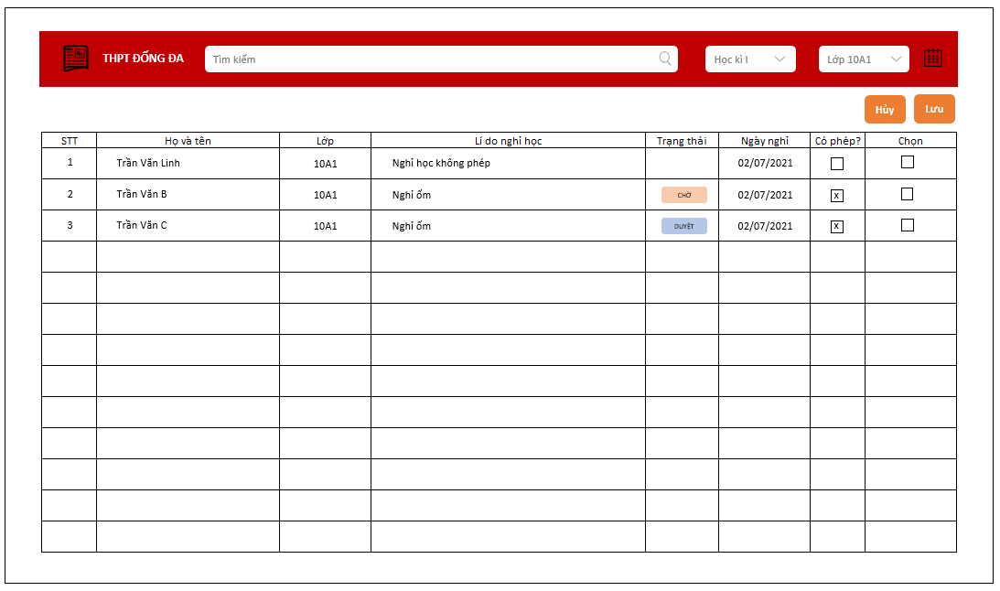 THPT ĐỐNG ĐA Tìm kiếm Học kì I Lớp 10A1
Hủy Lưu
STT Họ và tên Lớp Lí do nghỉ học Trạng thái Ngày nghỉ Có phép? Chọn
1 Trần Văn Linh 10A1 Nghỉ học không phép 02/07/2021
2 Trần Văn B 10A1 Nghỉ ốm CHỜ 02/07/2021 x
3 Trần Văn C 10A1 Nghỉ ốm DUYỆT 02/07/2021 x